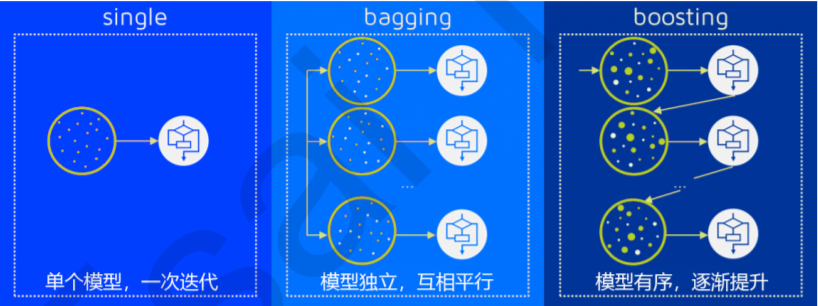 single
bagging
boosting
...
...
单个模型，一次迭代
模型独立，互相平行
模型有序，逐渐提升